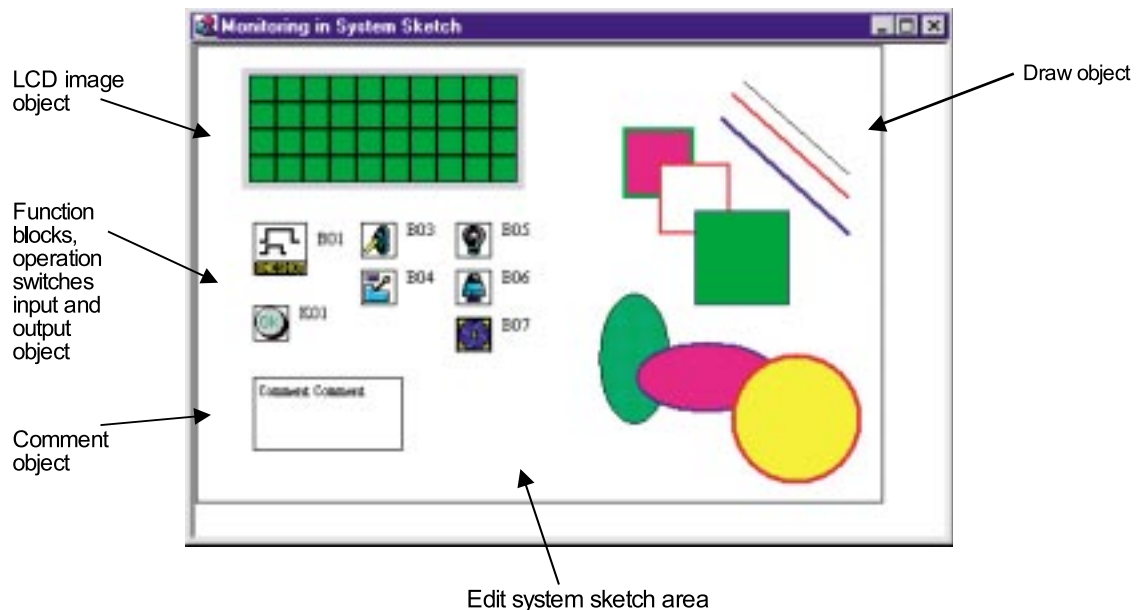 Monitoring in System Sketch
LCD image
object
Draw object
Function
blocks,
operation
switches
input and
output
object
B01
B03
B05
B04
B06
OK
K01
B07
Comment Comment
Comment
object
Edit system sketch area